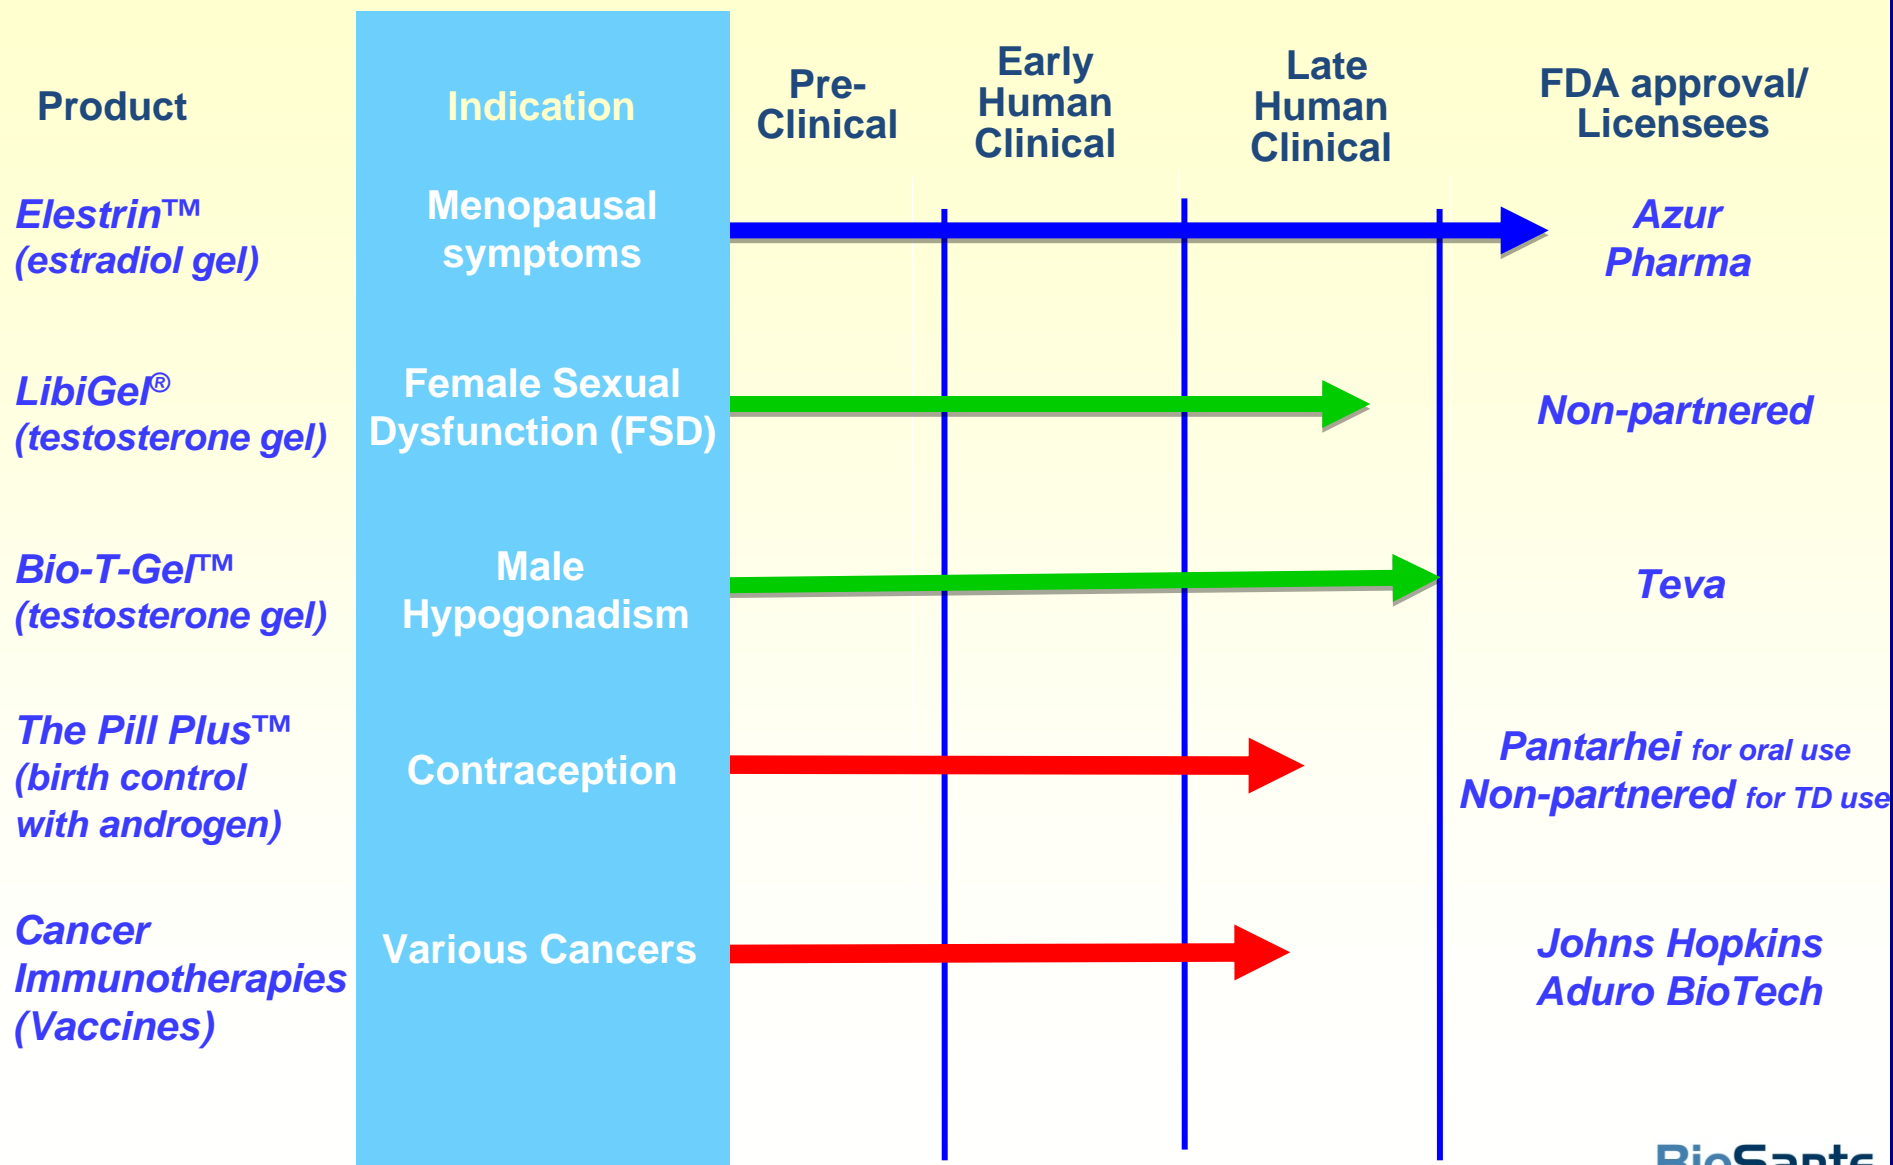 Product
Indication
Pre-
Clinical
Early
Human
Clinical
Late
Human
Clinical
FDA approval/
Licensees
Elestrin™
(estradiol gel)
Menopausal
symptoms
Azur
Pharma
LibiGel®
(testosterone gel)
Female Sexual
Dysfunction (FSD)
Non-partnered
Bio-T-Gel™
(testosterone gel)
Male
Hypogonadism
Teva
The Pill Plus™
(birth control
with androgen)
Contraception
Pantarhei for oral use
Non-partnered for TD use
Cancer
Immunotherapies
(Vaccines)
Various Cancers
Johns Hopkins
Aduro BioTech
BioSante